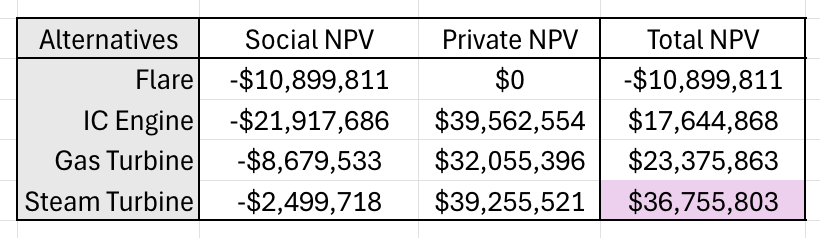 Alternatives Social NPV Private NPV Total NPV
Flare -$10,899,811 $0 -$10,899,811
IC Engine -$21,917,686 $39,562,554 $17,644,868
Gas Turbine -$8,679,533 $32,055,396 $23,375,863
Steam Turbine -$2,499,718 $39,255,521 $36,755,803